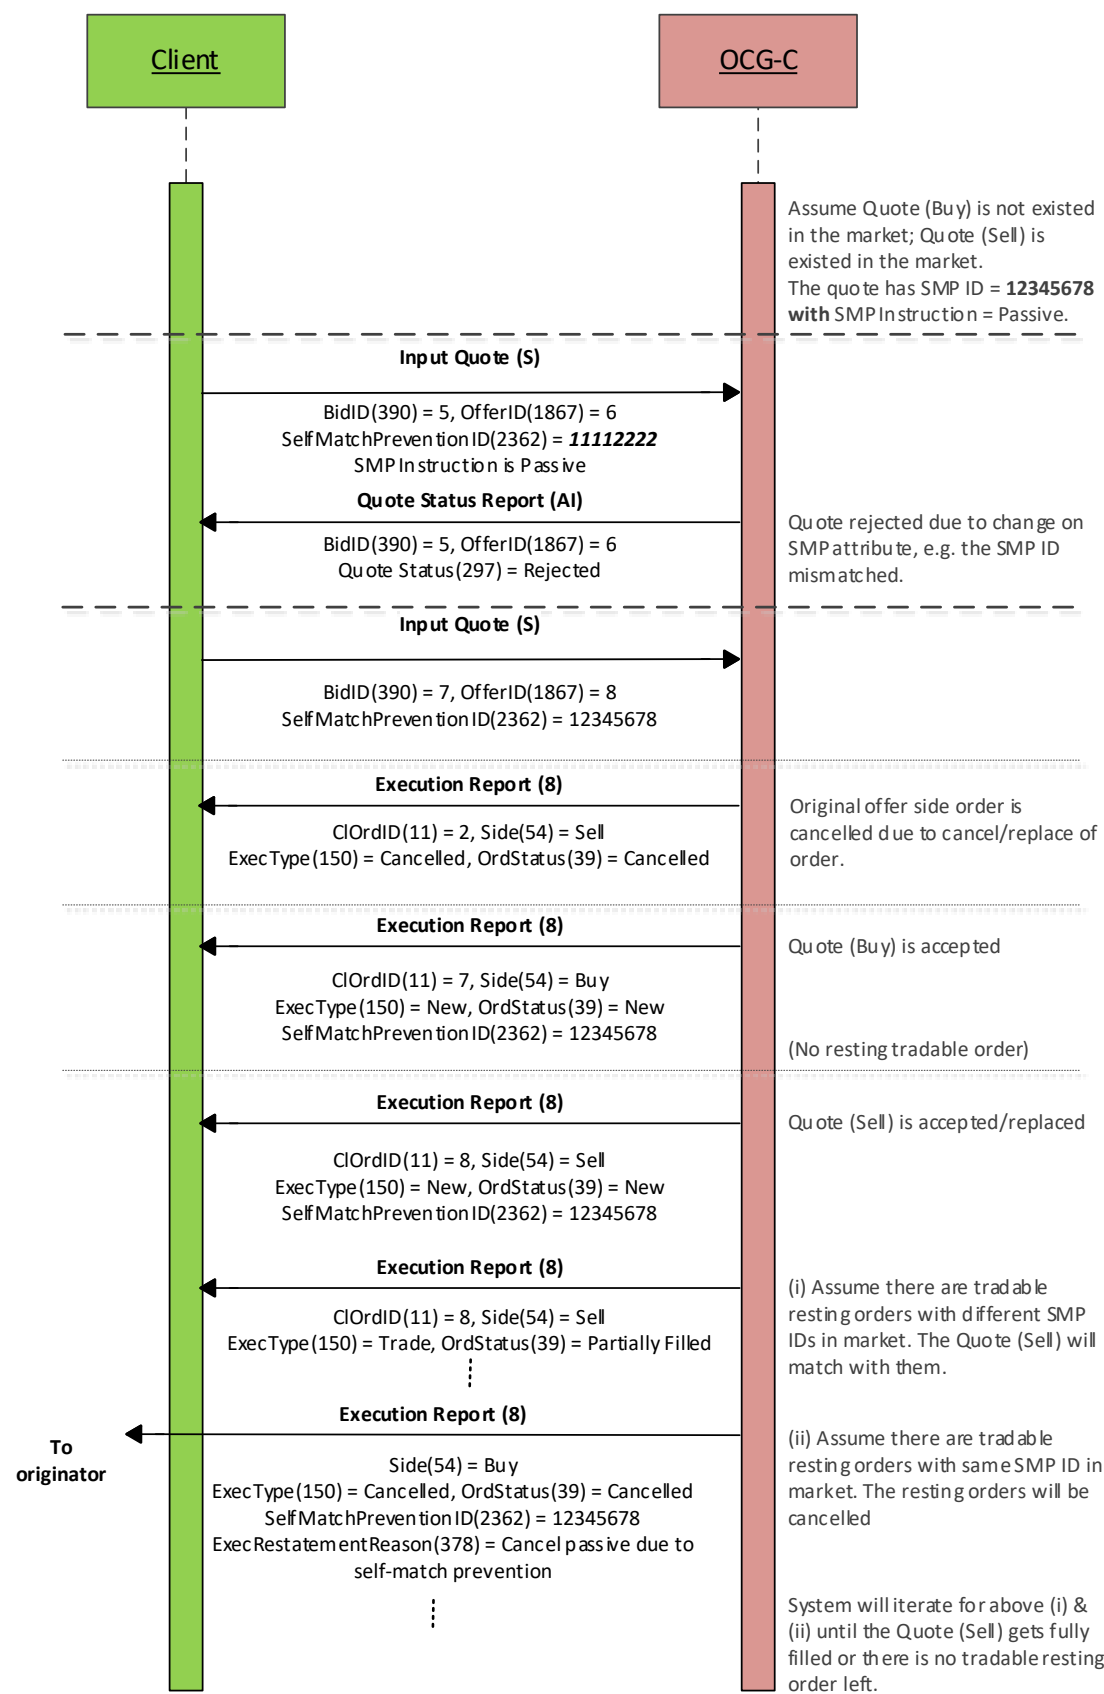 Client
OCG-C
Assume Quote (Buy) is not existed
in the market; Quote (Sell) is
existed in the market.
The quote has SMP ID = 12345678
with SMP Instruction = Passive.
Input Quote (S)
BidID(390) = 5, OfferID(1867) = 6
SelfMatchPreventionID(2362) = 11112222
SMP Instruction is Passive
Quote Status Report (AI)
BidID(390) = 5, OfferID(1867) = 6
Quote Status(297) = Rejected
Quote rejected due to change on
SMP attribute, e.g. the SMP ID
mismatched.
Input Quote (S)
BidID(390) = 7, OfferID(1867) = 8
SelfMatchPreventionID(2362) = 12345678
Execution Report (8)
ClOrdID(11) = 2, Side(54) = Sell
ExecType(150) = Cancelled, OrdStatus(39) = Cancelled
Original offer side order is
cancelled due to cancel/replace of
order.
Execution Report (8)
ClOrdID(11) = 7, Side(54) = Buy
ExecType(150) = New, OrdStatus(39) = New
SelfMatchPreventionID(2362) = 12345678
Quote (Buy) is accepted
(No resting tradable order)
Execution Report (8)
ClOrdID(11) = 8, Side(54) = Sell
ExecType(150) = New, OrdStatus(39) = New
SelfMatchPreventionID(2362) = 12345678
Quote (Sell) is accepted/replaced
Execution Report (8)
ClOrdID(11) = 8, Side(54) = Sell
ExecType(150) = Trade, OrdStatus(39) = Partially Filled
(i) Assume there are tradable
resting orders with different SMP
IDs in market. The Quote (Sell) will
match with them.
Execution Report (8)
To
originator
Side(54) = Buy
ExecType(150) = Cancelled, OrdStatus(39) = Cancelled
SelfMatchPreventionID(2362) = 12345678
ExecRestatementReason(378) = Cancel passive due to
self-match prevention
(ii) Assume there are tradable
resting orders with same SMP ID in
market. The resting orders will be
cancelled
System will iterate for above (i) &
(ii) until the Quote (Sell) gets fully
filled or there is no tradable resting
order left.